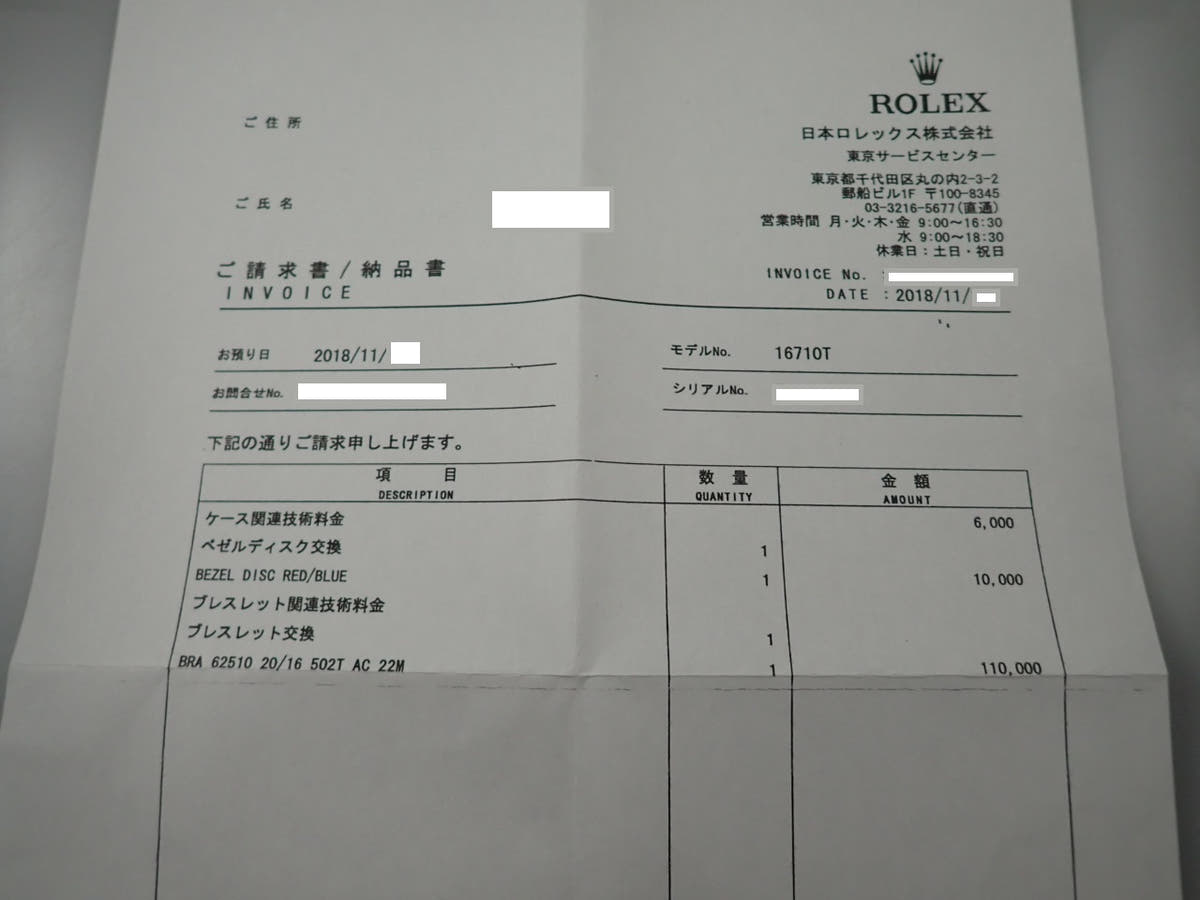 ROLEX
日本ロレックス株式会社
東京サービスセンター
東京都千代田区丸の内2-3-2
郵船ビル1F 〒100-8345
03-3216-5677(直通)
営業時間 月・火・木・金 9:00〜16:30
水 9:00〜18:30
休業日:土日・祝日
ご住所
ご氏名
ご請求書/納品書
INVOICE
INVOICE No. :
DATE : 2018/11/
お預り日 2018/11/
モデルNo. 16710T
お問合せNo.
シリアルNo.
下記の通りご請求申し上げます。
項目 数量 金額
DESCRIPTION QUANTITY AMOUNT
ケース関連技術料金 6,000
ベゼルディスク交換 1
BEZEL DISC RED/BLUE 1 10,000
ブレスレット関連技術料金
ブレスレット交換 1
BRA 62510 20/16 502T AC 22M 1 110,000